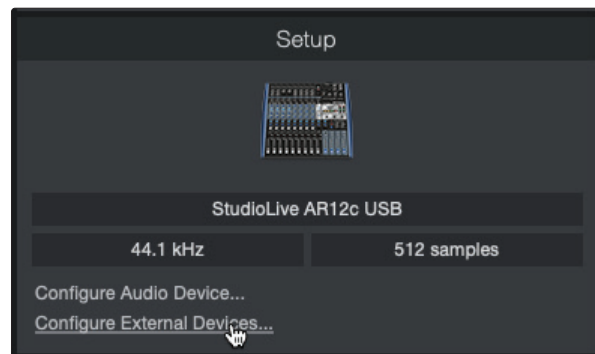 Setup
StudioLive AR12c USB
44.1 kHz 512 samples
Configure Audio Device...
Configure External Devices...